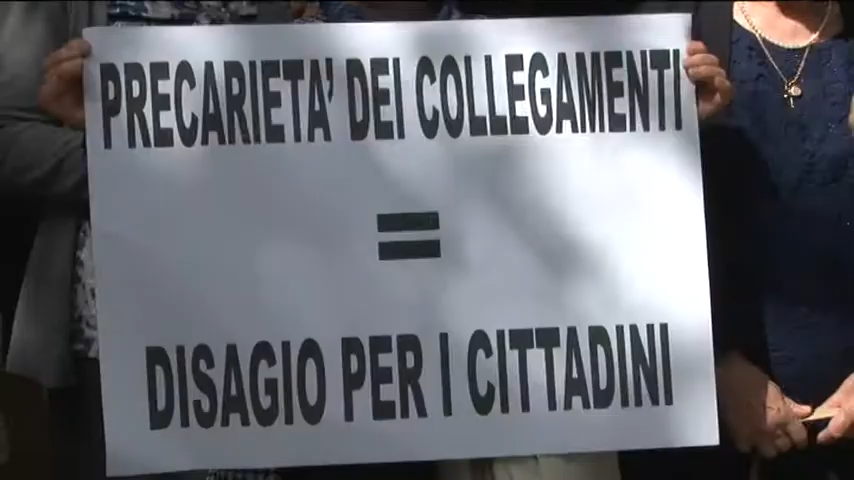 PRECARIETA' DEI COLLEGAMENTI
=
DISAGIO PER I CITTADINI